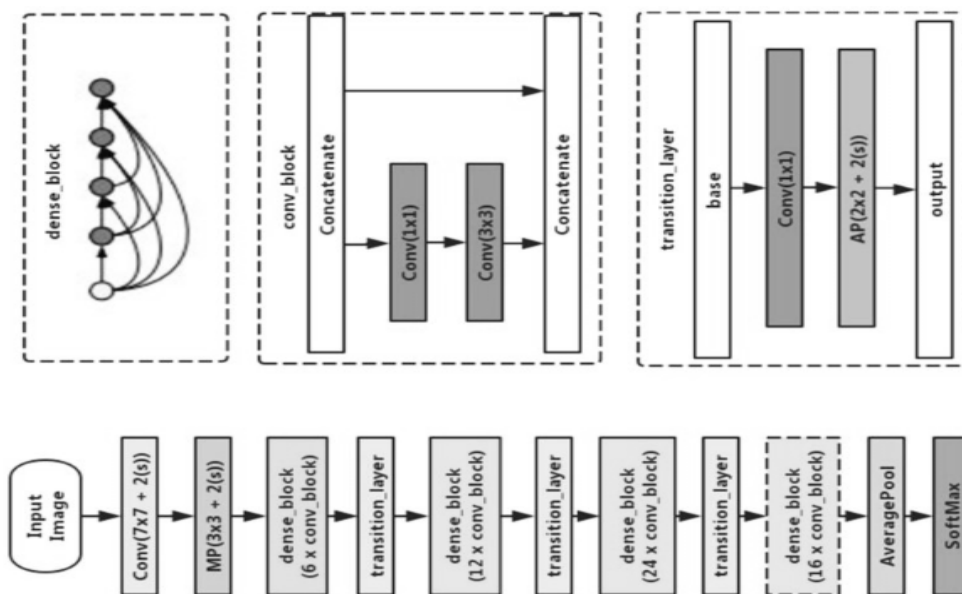 dense_block
conv_block
Concatenate
Conv(1x1)
Conv(3x3)
Concatenate
transition_layer
base
Conv(1x1)
AP(2x2 + 2(s))
output
Input
Image
Conv(7x7 + 2(s))
MP(3x3 + 2(s))
dense_block
(6 x conv_block)
transition_layer
dense_block
(12 x conv_block)
transition_layer
dense_block
(24 x conv_block)
transition_layer
dense_block
(16 x conv_block)
AveragePool
SoftMax